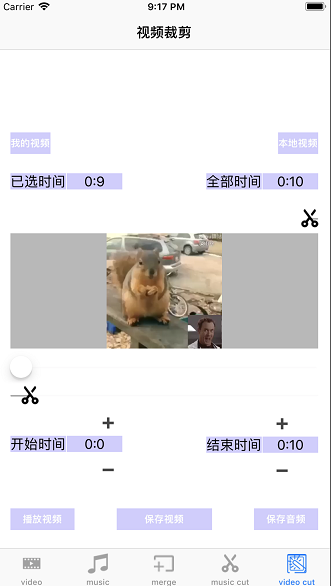 Carrier 9:17 PM
视频裁剪
我的视频 本地视频
已选时间 0:9 全部时间 0:10
开始时间 0:0 结束时间 0:10
播放视频 保存视频 保存音频
video music merge music cut video cut